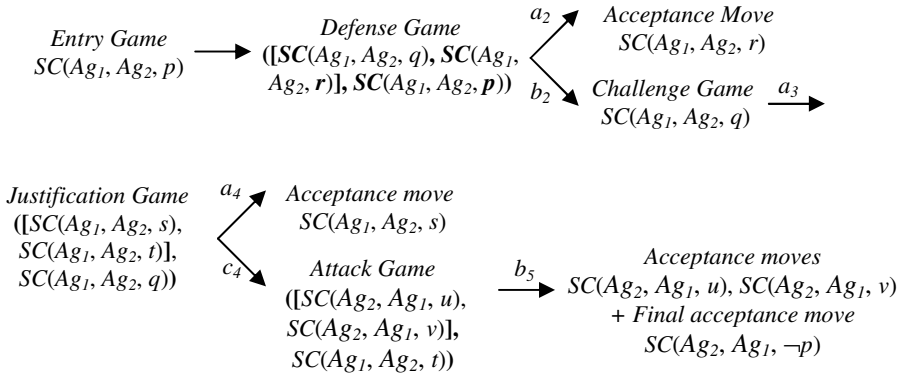 Entry Game
SC(Ag1, Ag2, p)
Defense Game
([SC(Ag1, Ag2, q), SC(Ag1,
Ag2, r)], SC(Ag1, Ag2, p))
a2
b2
Acceptance Move
SC(Ag1, Ag2, r)
Challenge Game
SC(Ag1, Ag2, q)
a3
Justification Game
([SC(Ag1, Ag2, s),
SC(Ag1, Ag2, t)],
SC(Ag1, Ag2, q))
a4
c4
Acceptance move
SC(Ag1, Ag2, s)
Attack Game
([SC(Ag2, Ag1, u),
SC(Ag2, Ag1, v)],
SC(Ag1, Ag2, t))
b5
Acceptance moves
SC(Ag2, Ag1, u), SC(Ag2, Ag1, v)
+ Final acceptance move
SC(Ag2, Ag1, ¬p)